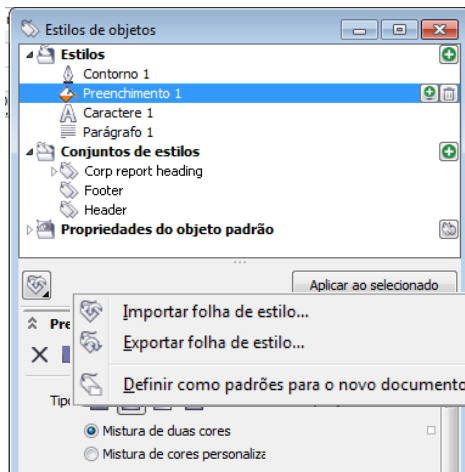 Estilos de objetos
Estilos
Contorno 1
Preenchimento 1
Caractere 1
Parágrafo 1
Conjuntos de estilos
Corp report heading
Footer
Header
Propriedades do objeto padrão
Aplicar ao selecionado
Importar folha de estilo...
Pre
Exportar folha de estilo...
Definir como padrões para o novo documento
Tipo
Mistura de duas cores
Mistura de cores personaliza